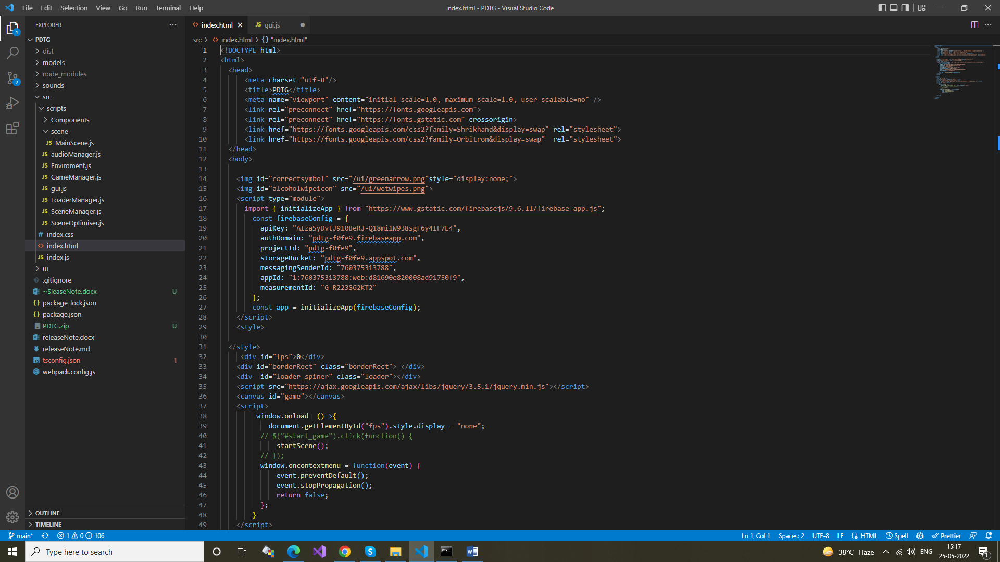 File Edit Selection View Go Run Terminal Help
index.html - PDTG - Visual Studio Code
EXPLORER
PDTG
dist
models
node_modules
sounds
src
scripts
Components
scene
JS MainScene.js
JS audioManager.js
JS Enviroment.js
JS GameManager.js
JS gui.js
JS LoaderManager.js
JS SceneManager.js
JS SceneOptimiser.js
# index.css
<> index.html
JS index.js
ui
.gitignore
~$leaseNote.docx U
{} package-lock.json
{} package.json
PDTG.zip U
releaseNote.docx
releaseNote.md
TS tsconfig.json 1
webpack.config.js
OUTLINE
TIMELINE
1
2
<> index.html
JS gui.js
src > <> index.html > {} "index.html"
1 <!DOCTYPE html>
2 <html>
3 <head>
4 <meta charset="utf-8"/>
5 <title>PDTG</title>
6 <meta name="viewport" content="initial-scale=1.0, maximum-scale=1.0, user-scalable=no" />
7 <link rel="preconnect" href="https://fonts.googleapis.com">
8 <link rel="preconnect" href="https://fonts.gstatic.com" crossorigin>
9 <link href="https://fonts.googleapis.com/css2?family=Shrikhand&display=swap" rel="stylesheet">
10 <link href="https://fonts.googleapis.com/css2?family=Orbitron&display=swap"  rel="stylesheet">
11 </head>
12 <body>
13
14 <img id="correctsymbol" src="/ui/greenarrow.png"style="display:none;">
15 <img id="alcoholwipeicon" src="/ui/wetwipes.png">
16 <script type="module">
17 import { initializeApp } from "https://www.gstatic.com/firebasejs/9.6.11/firebase-app.js";
18 const firebaseConfig = {
19 apiKey: "AIzaSyDvtJ910BeRJ-Q18mi1W938sgF6y4IF7E4",
20 authDomain: "pdtg-f0fe9.firebaseapp.com",
21 projectId: "pdtg-f0fe9",
22 storageBucket: "pdtg-f0fe9.appspot.com",
23 messagingSenderId: "760375313788",
24 appId: "1:760375313788:web:d81690e820008ad91750f9",
25 measurementId: "G-R223S62KT2"
26 };
27 const app = initializeApp(firebaseConfig);
28 </script>
29 <style>
30
31 </style>
32 <div id="fps">0</div>
33 <div id="borderRect" class="borderRect"> </div>
34 <div  id="loader_spiner" class="loader"></div>
35 <script src="https://ajax.googleapis.com/ajax/libs/jquery/3.5.1/jquery.min.js"></script>
36 <canvas id="game"></canvas>
37 <script>
38 window.onload= ()=>{
39 document.getElementById("fps").style.display = "none";
40 // $("#start_game").click(function() {
41 startScene();
42 // });
43 window.oncontextmenu = function(event) {
44 event.preventDefault();
45 event.stopPropagation();
46 return false;
47 };
48 }
49 </script>
main* 1 0 106
Ln 1, Col 1 Spaces: 2 UTF-8 LF HTML Spell Prettier
Type here to search
38°C Haze ENG
15:17
25-05-2022
1